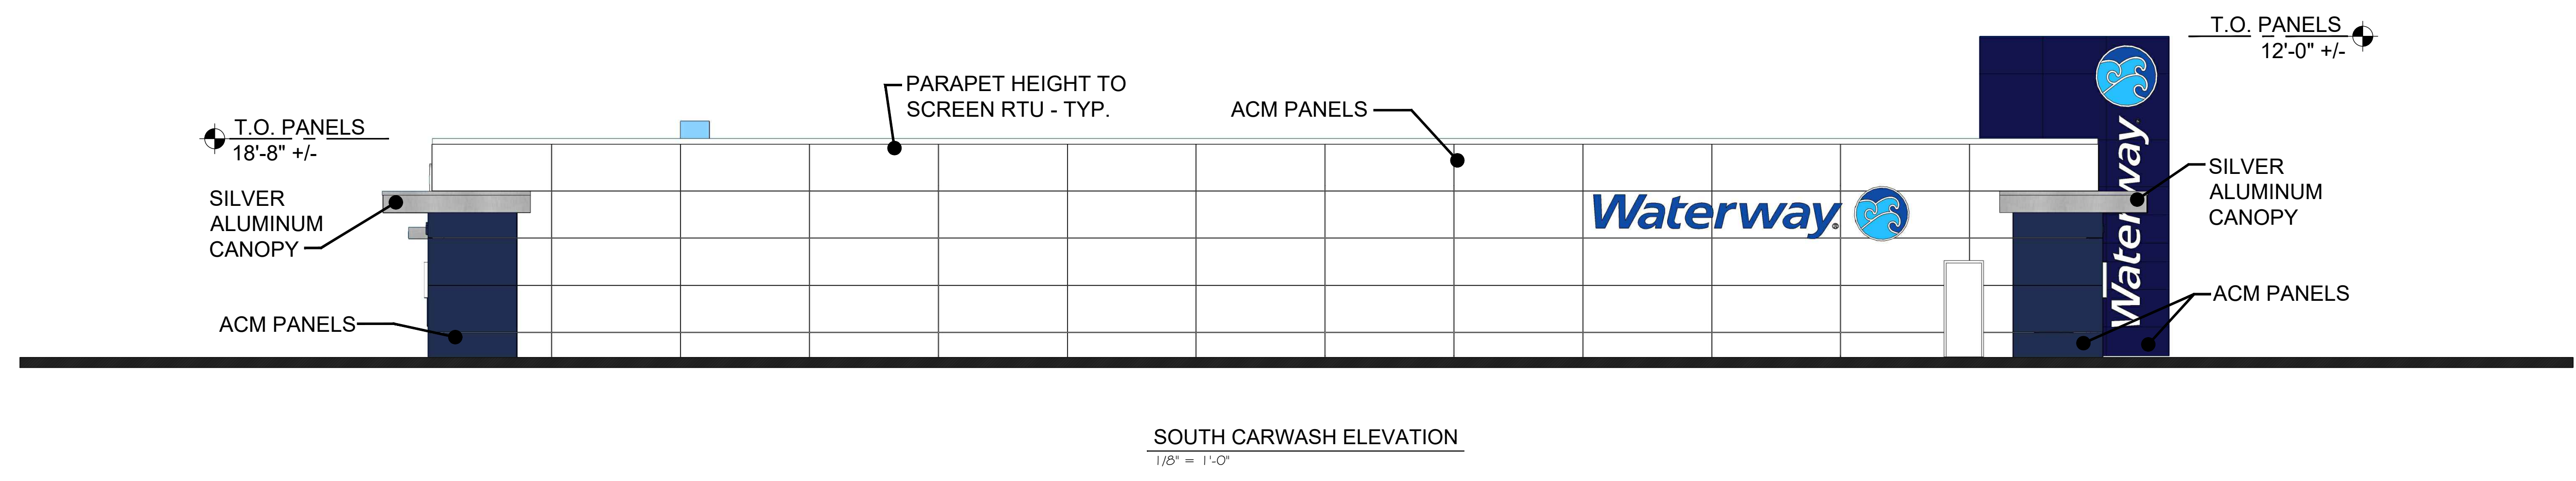 T.O. PANELS
12'-0" +/-
PARAPET HEIGHT TO
SCREEN RTU - TYP.
ACM PANELS
T.O. PANELS
18'-8" +/-
SILVER
ALUMINUM
CANOPY
Waterway
Waterway
SILVER
ALUMINUM
CANOPY
ACM PANELS
ACM PANELS
SOUTH CARWASH ELEVATION
1/8" = 1'-0"